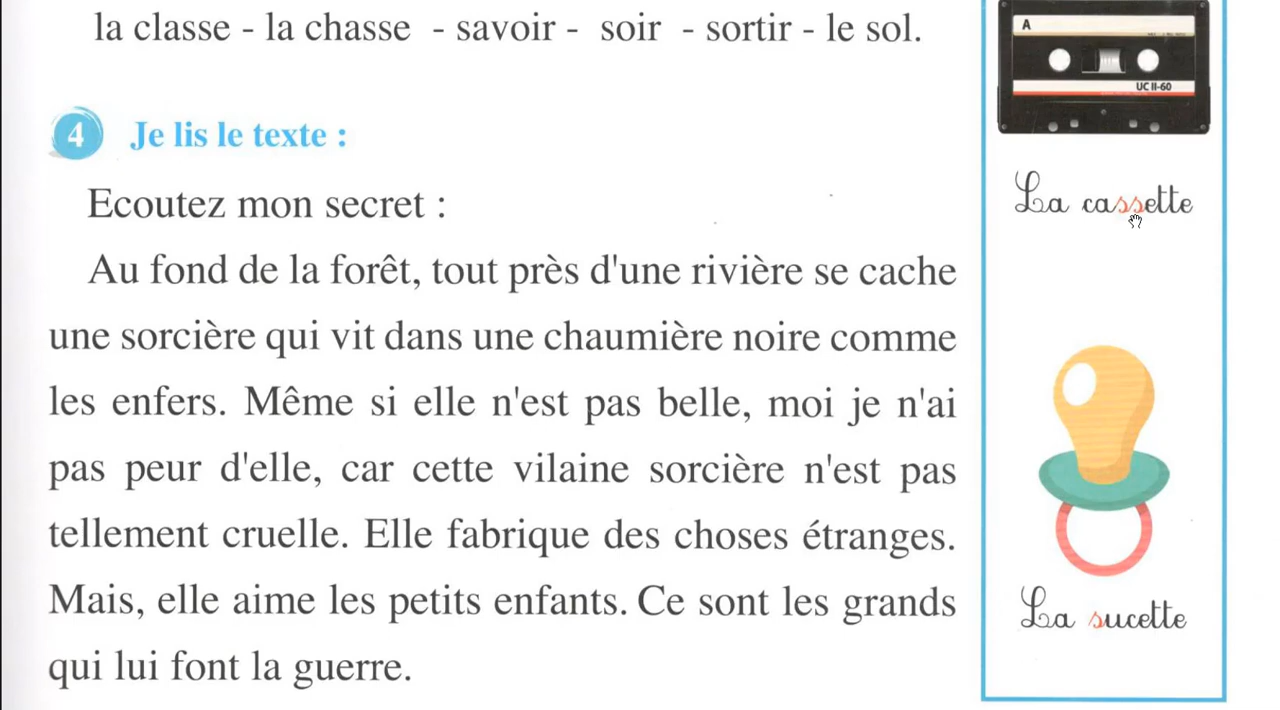 la classe - la chasse - savoir - soir - sortir - le sol.
4 Je lis le texte :
Ecoutez mon secret :
Au fond de la forêt, tout près d'une rivière se cache
une sorcière qui vit dans une chaumière noire comme
les enfers. Même si elle n'est pas belle, moi je n'ai
pas peur d'elle, car cette vilaine sorcière n'est pas
tellement cruelle. Elle fabrique des choses étranges.
Mais, elle aime les petits enfants. Ce sont les grands
qui lui font la guerre.
A
UC II-60
La cassette
La sucette